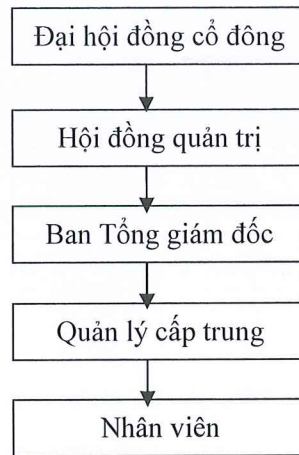 Đại hội đồng cổ đông
Hội đồng quản trị
Ban Tổng giám đốc
Quản lý cấp trung
Nhân viên